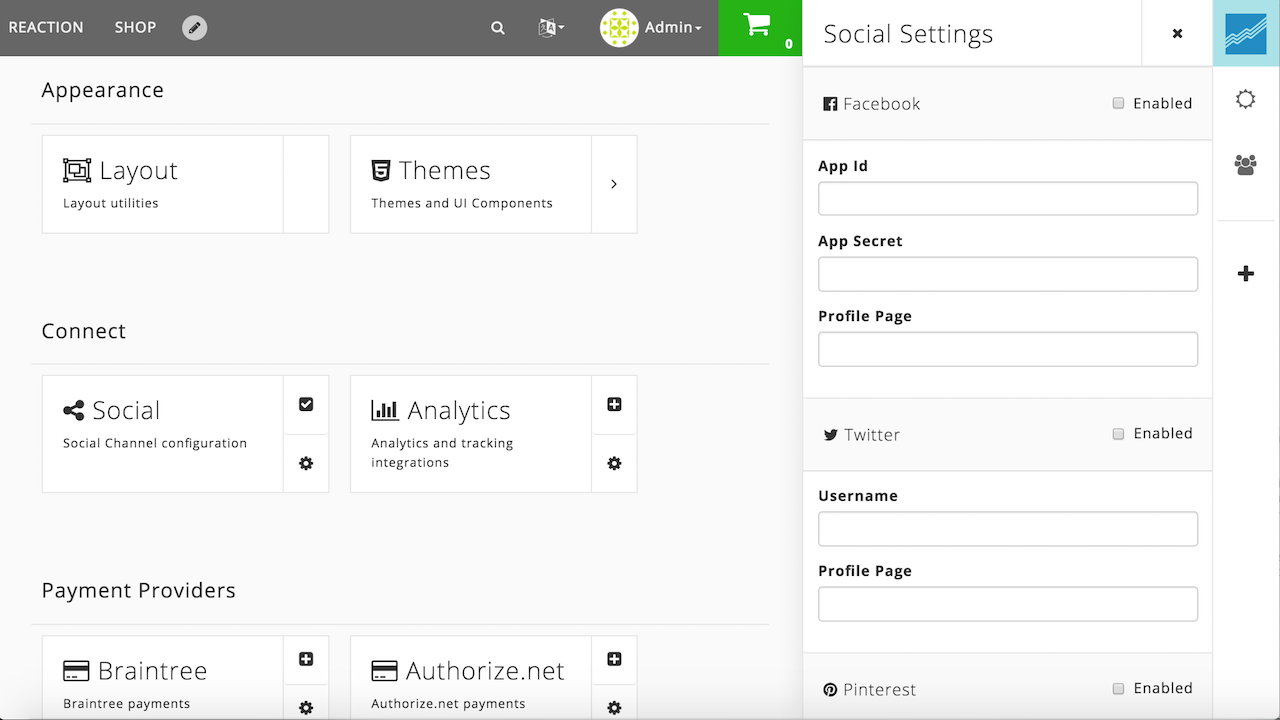 REACTION SHOP Admin 0
Appearance
Layout
Layout utilities
Themes
Themes and UI Components
Connect
Social
Social Channel configuration
Analytics
Analytics and tracking
integrations
Payment Providers
Braintree
Braintree payments
Authorize.net
Authorize.net payments
Social Settings
Facebook Enabled
App Id
App Secret
Profile Page
Twitter Enabled
Username
Profile Page
Pinterest Enabled